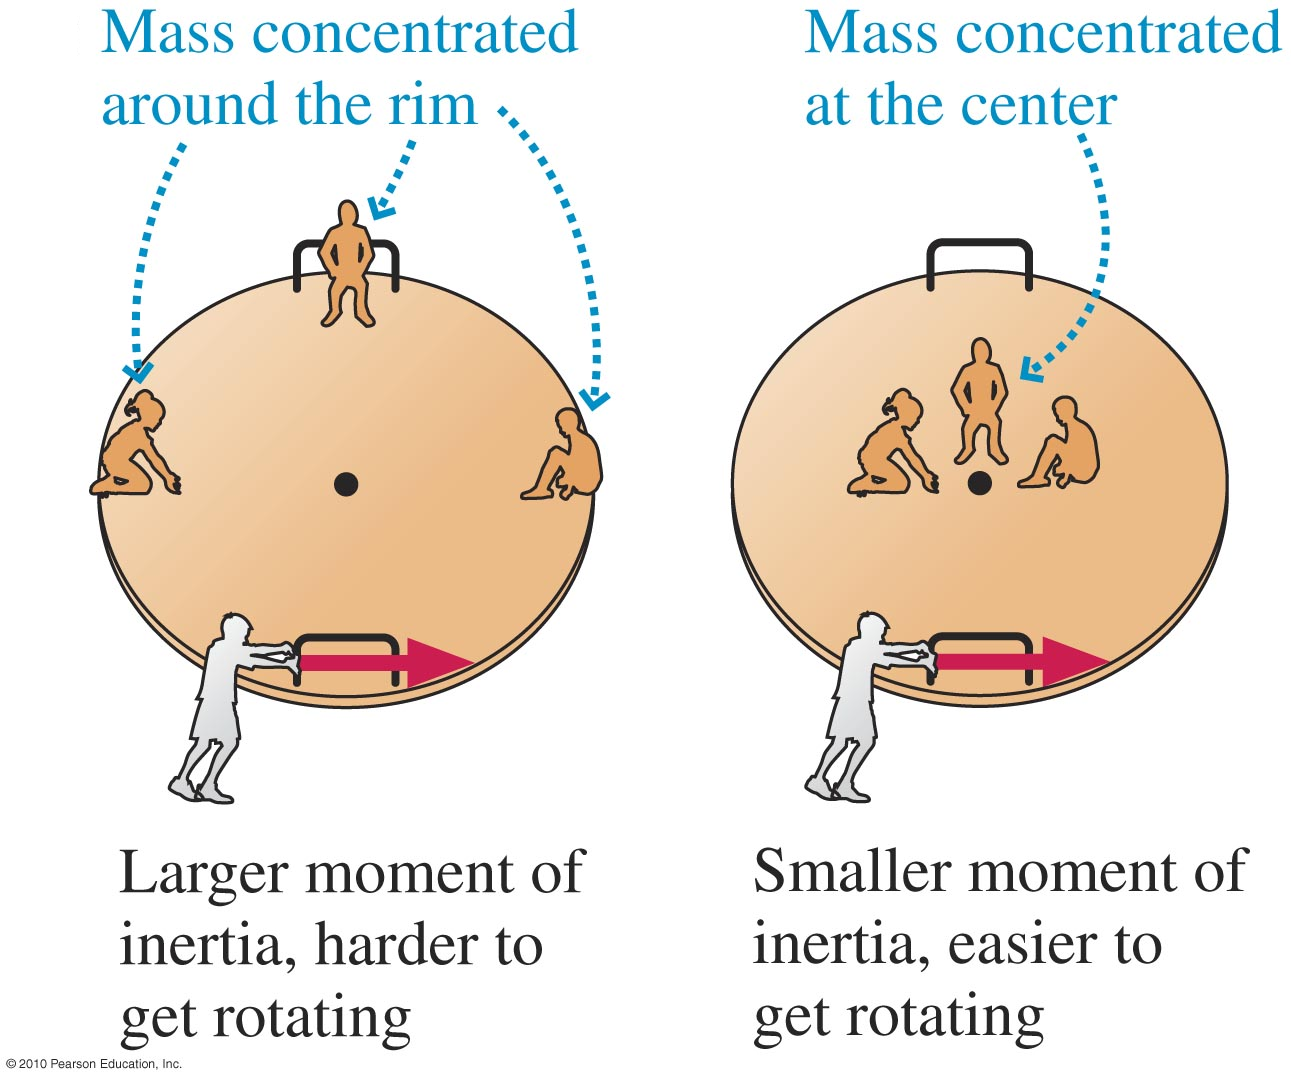 Mass concentrated
around the rim
Mass concentrated
at the center
Larger moment of
inertia, harder to
get rotating
Smaller moment of
inertia, easier to
get rotating
© 2010 Pearson Education, Inc.